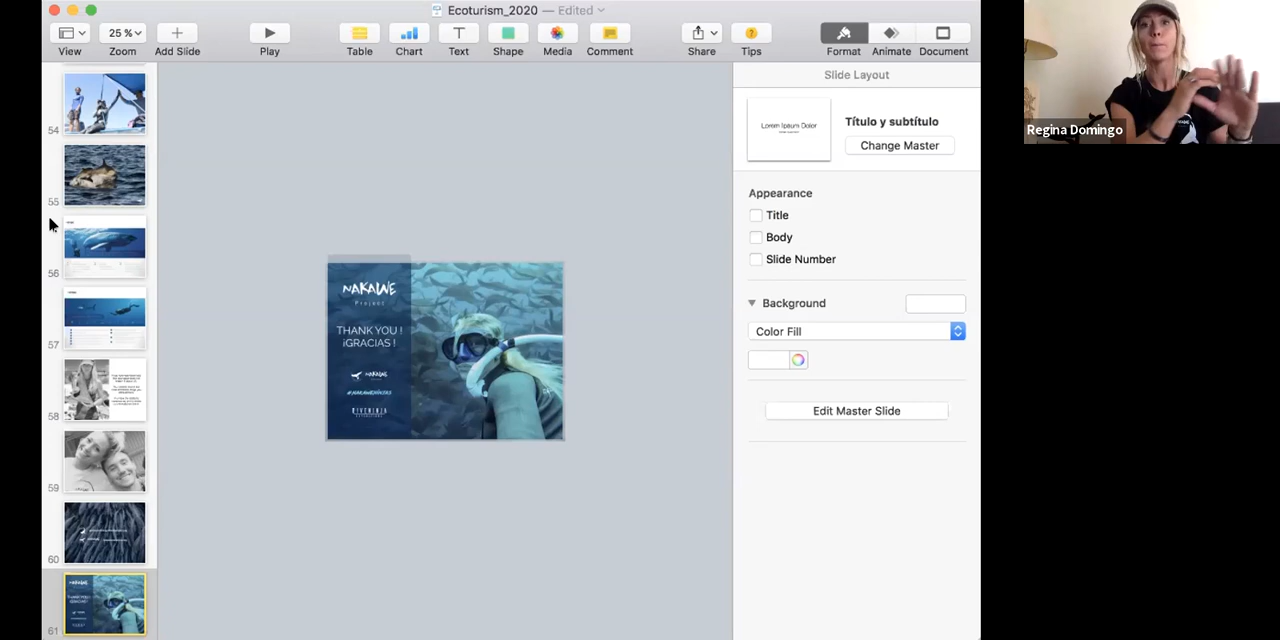 Ecoturism_2020 — Edited
25 %
View
Zoom
Add Slide
Play
Table
Chart
Text
Shape
Media
Comment
Share
Tips
Format
Animate
Document
Slide Layout
Lorem Ipsum Dolor
Título y subtítulo
Change Master
Appearance
Title
Body
Slide Number
Background
Color Fill
Edit Master Slide
54
55
56
57
58
59
60
61
NAKAWE
Project
THANK YOU !
¡GRACIAS !
NAKAWE
Regina Domingo